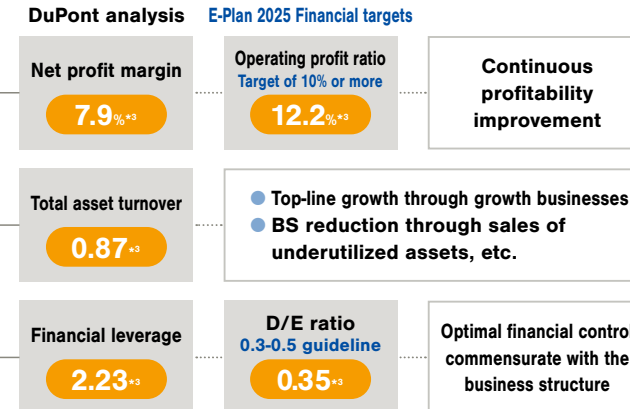 DuPont analysis
E-Plan 2025 Financial targets
Net profit margin
7.9%*3
Operating profit ratio
Target of 10% or more
12.2%*3
Continuous
profitability
improvement
Total asset turnover
0.87*3
● Top-line growth through growth businesses
● BS reduction through sales of
underutilized assets, etc.
Financial leverage
2.23*3
D/E ratio
0.3-0.5 guideline
0.35*3
Optimal financial control
commensurate with the
business structure